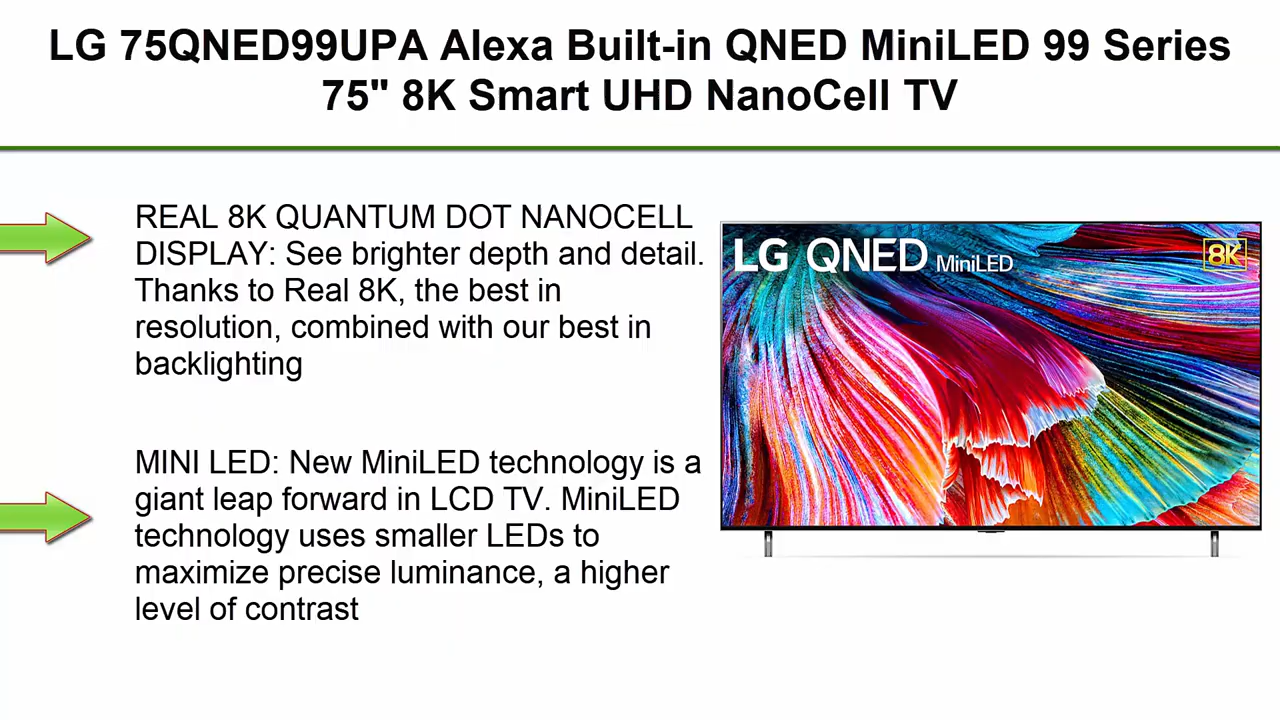 LG 75QNED99UPA Alexa Built-in QNED MiniLED 99 Series
75" 8K Smart UHD NanoCell TV
REAL 8K QUANTUM DOT NANOCELL
DISPLAY: See brighter depth and detail.
Thanks to Real 8K, the best in
resolution, combined with our best in
backlighting
MINI LED: New MiniLED technology is a
giant leap forward in LCD TV. MiniLED
technology uses smaller LEDs to
maximize precise luminance, a higher
level of contrast
LG QNED MiniLED
8K